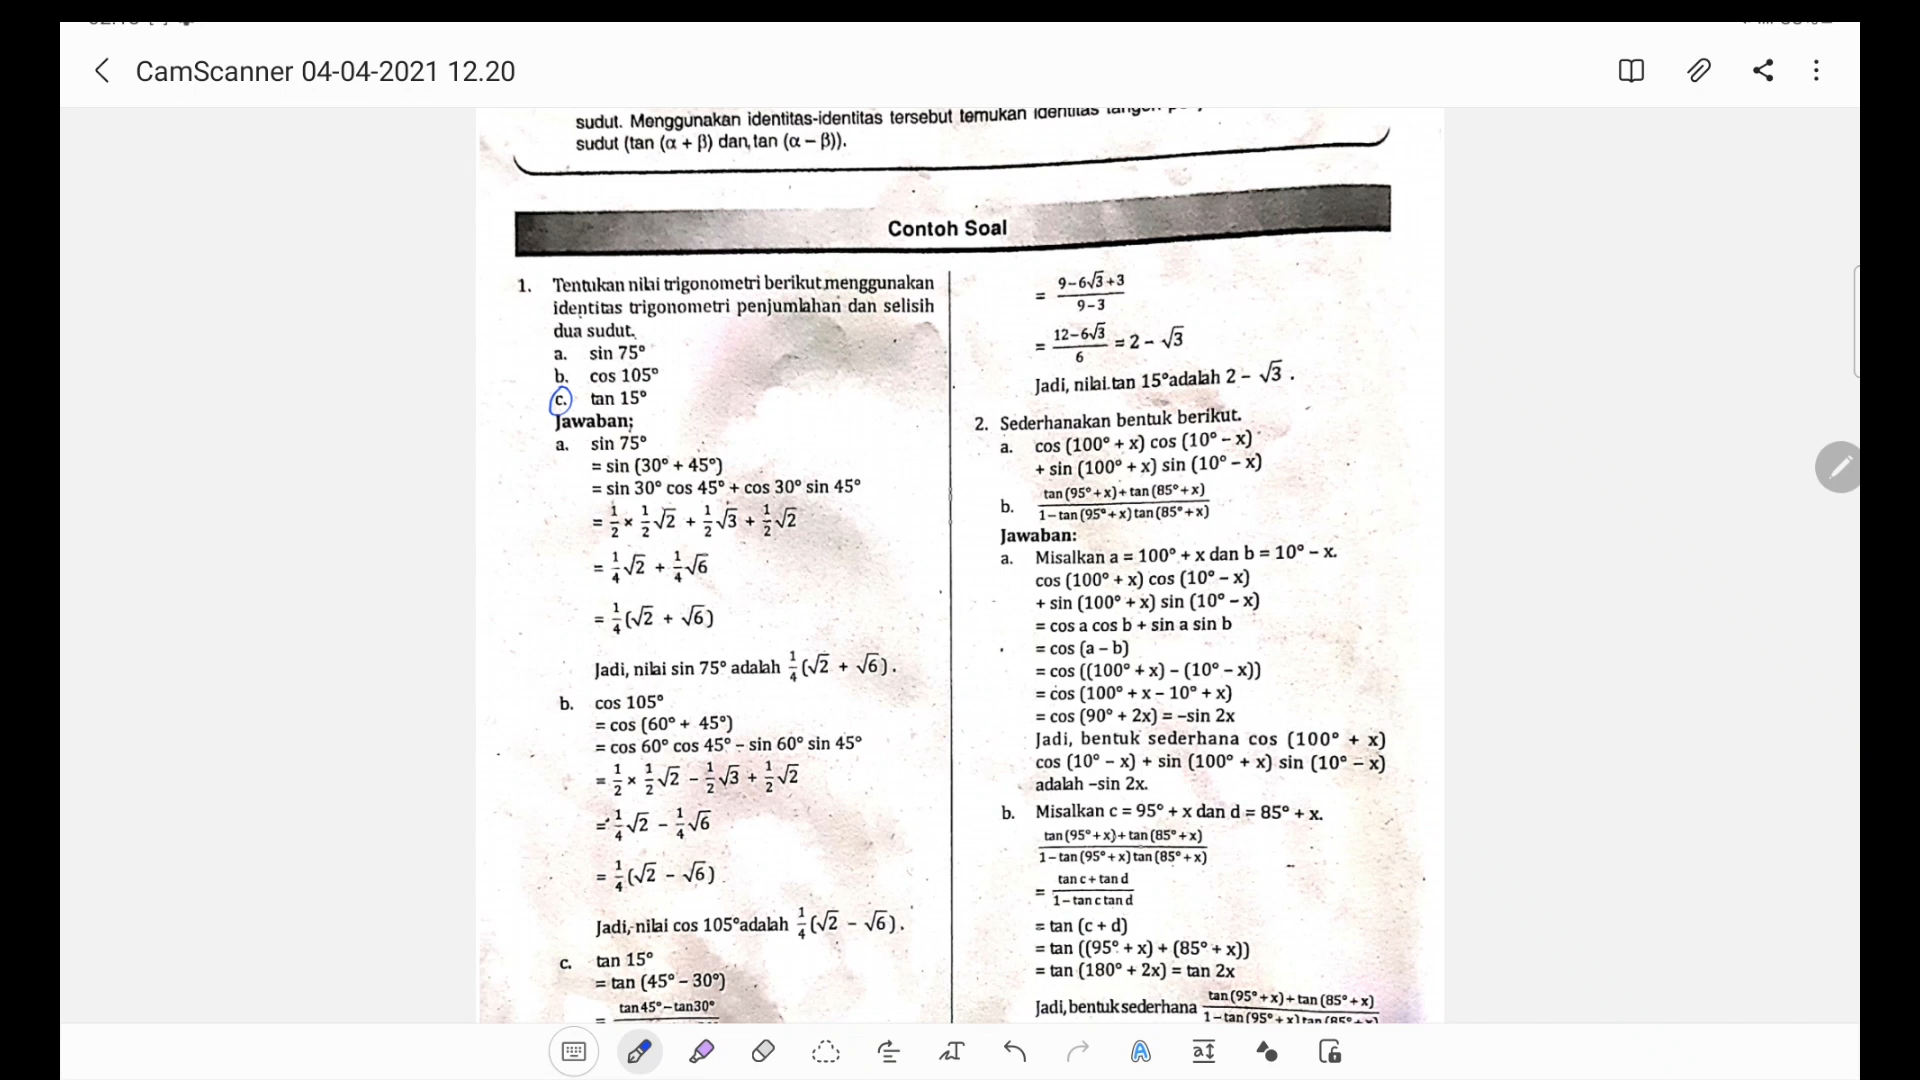 CamScanner 04-04-2021 12.20
sudut. Menggunakan identitas-identitas tersebut temukan identitas
sudut (tan (α + β) dan tan (α – β)).
Contoh Soal
1. Tentukan nilai trigonometri berikut menggunakan
identitas trigonometri penjumlahan dan selisih
dua sudut.
a. sin 75°
b. cos 105°
c. tan 15°
Jawaban:
a. sin 75°
= sin (30° + 45°)
= sin 30° cos 45° + cos 30° sin 45°
= 1/2 × 1/2 √2 + 1/2 √3 + 1/2 √2
= 1/4 √2 + 1/4 √6
= 1/4 (√2 + √6)
Jadi, nilai sin 75° adalah 1/4 (√2 + √6).
b. cos 105°
= cos (60° + 45°)
= cos 60° cos 45° – sin 60° sin 45°
= 1/2 × 1/2 √2 – 1/2 √3 + 1/2 √2
= 1/4 √2 – 1/4 √6
= 1/4 (√2 – √6)
Jadi, nilai cos 105° adalah 1/4 (√2 – √6).
c. tan 15°
= tan (45° – 30°)
= tan 45° – tan 30°
= (9–6√3+3)/(9–3)
= (12–6√3)/6 = 2 – √3
Jadi, nilai tan 15° adalah 2 – √3.
2. Sederhanakan bentuk berikut.
a. cos (100° + x) cos (10° – x)
+ sin (100° + x) sin (10° – x)
b. (tan (95° + x) + tan (85° + x))/(1 – tan (95° + x) tan (85° + x))
Jawaban:
a. Misalkan a = 100° + x dan b = 10° – x.
cos (100° + x) cos (10° – x)
+ sin (100° + x) sin (10° – x)
= cos a cos b + sin a sin b
= cos (a – b)
= cos ((100° + x) – (10° – x))
= cos (100° + x – 10° + x)
= cos (90° + 2x) = –sin 2x
Jadi, bentuk sederhana cos (100° + x)
cos (10° – x) + sin (100° + x) sin (10° – x)
adalah –sin 2x.
b. Misalkan c = 95° + x dan d = 85° + x.
(tan (95° + x) + tan (85° + x))/(1 – tan (95° + x) tan (85° + x))
= (tan c + tan d)/(1 – tan c tan d)
= tan (c + d)
= tan ((95° + x) + (85° + x))
= tan (180° + 2x) = tan 2x
Jadi, bentuk sederhana (tan (95° + x) + tan (85° + x))/(1 – tan (95° + x) tan (85° + x))